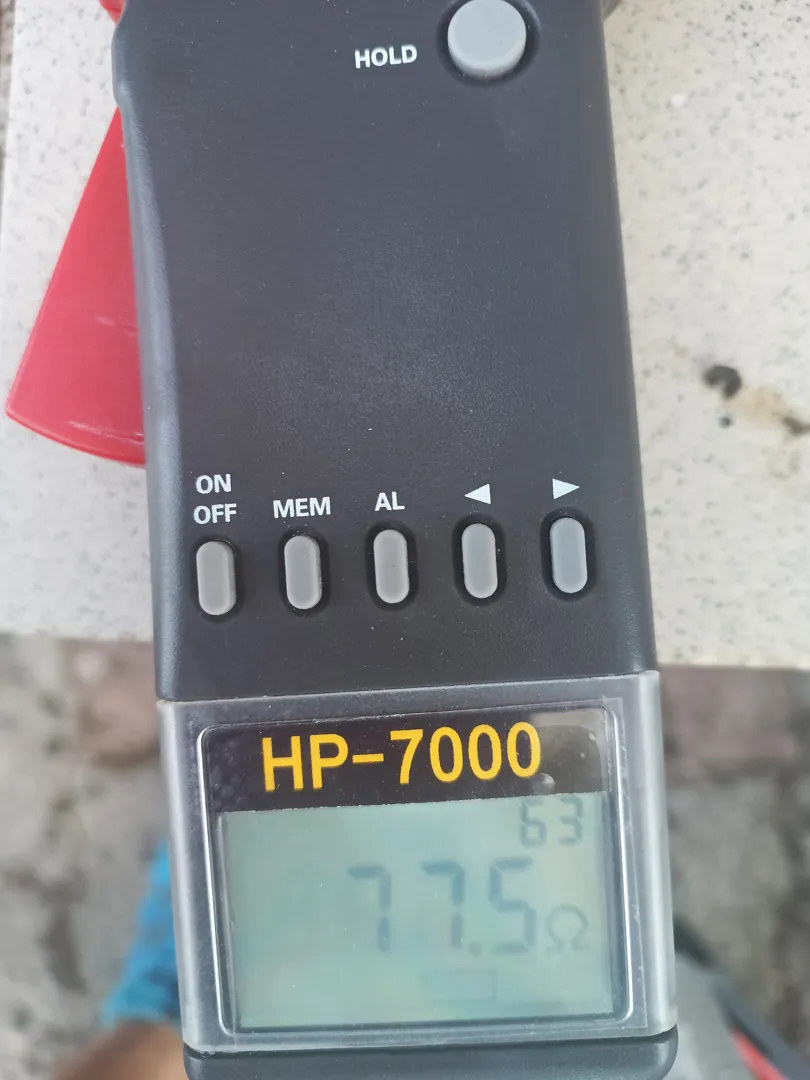 HOLD
ON
OFF
MEM
AL
◀
▶
HP-7000
63
77.5Ω